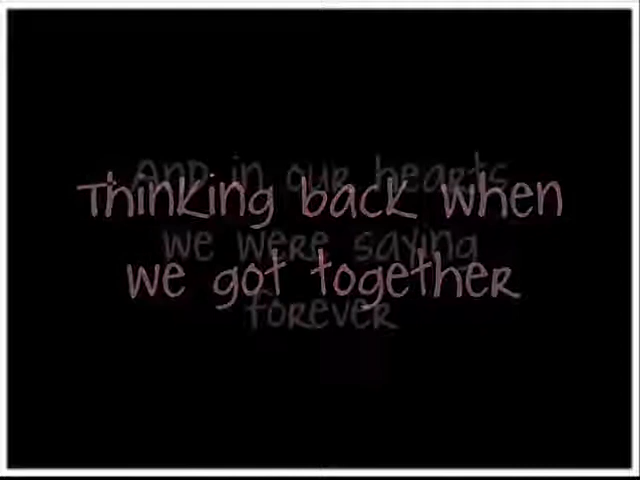 And in our hearts
Thinking back when
we were saying
we got together
forever